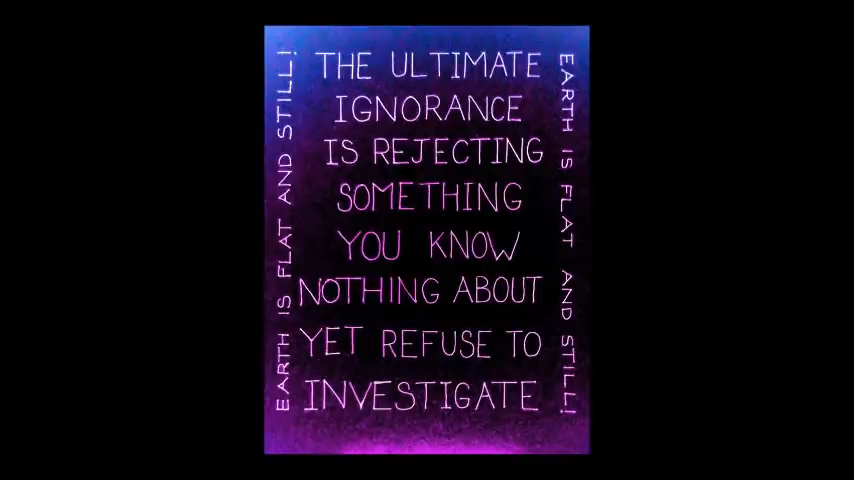 EARTH IS FLAT AND STILL!
THE ULTIMATE
IGNORANCE
IS REJECTING
SOMETHING
YOU KNOW
NOTHING ABOUT
YET REFUSE TO
INVESTIGATE
EARTH IS FLAT AND STILL!